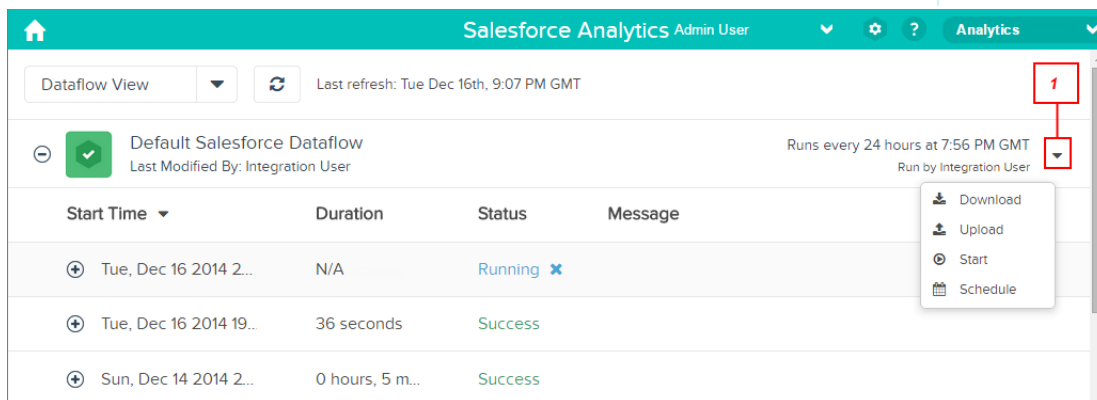 Salesforce Analytics Admin User ? Analytics
Dataflow View Last refresh: Tue Dec 16th, 9:07 PM GMT 1
Default Salesforce Dataflow Runs every 24 hours at 7:56 PM GMT
Last Modified By: Integration User Run by Integration User
Start Time Duration Status Message
Download
Upload
Start
Schedule
Tue, Dec 16 2014 2... N/A Running
Tue, Dec 16 2014 19... 36 seconds Success
Sun, Dec 14 2014 2... 0 hours, 5 m... Success